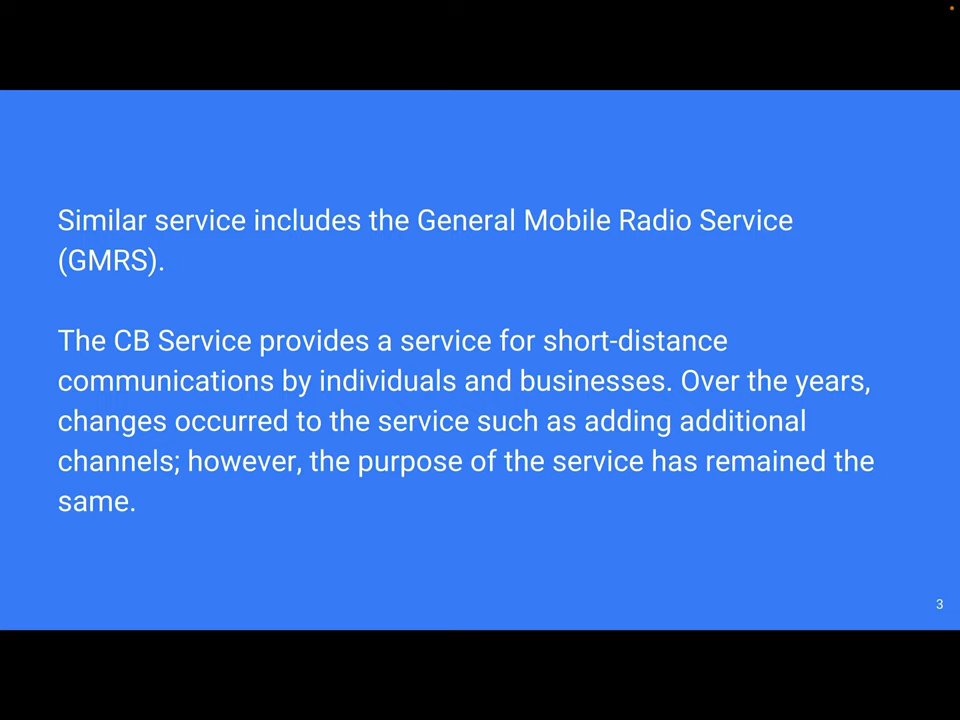 Similar service includes the General Mobile Radio Service
(GMRS).
The CB Service provides a service for short-distance
communications by individuals and businesses. Over the years,
changes occurred to the service such as adding additional
channels; however, the purpose of the service has remained the
same.
3